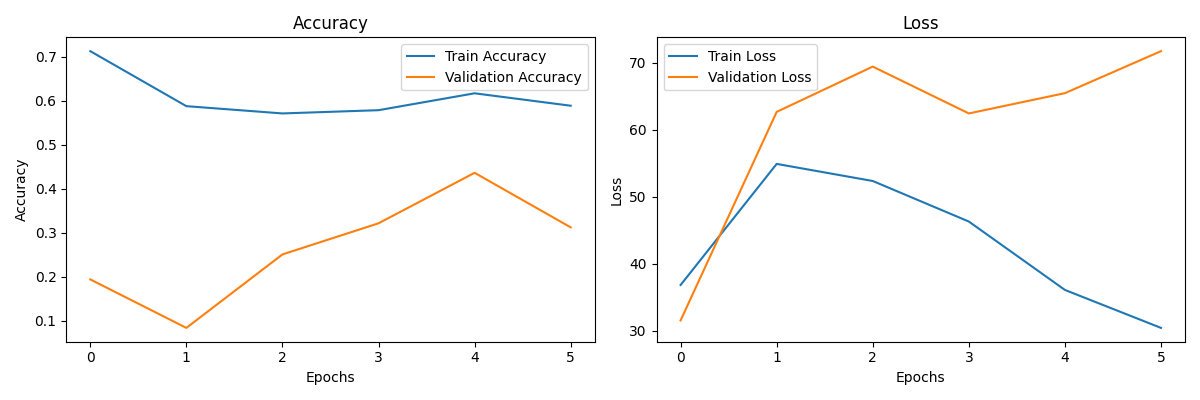 Accuracy
Train Accuracy
Validation Accuracy
0.7
0.6
0.5
0.4
0.3
0.2
0.1
Accuracy
0 1 2 3 4 5
Epochs
Loss
Train Loss
Validation Loss
70
60
50
40
30
Loss
0 1 2 3 4 5
Epochs